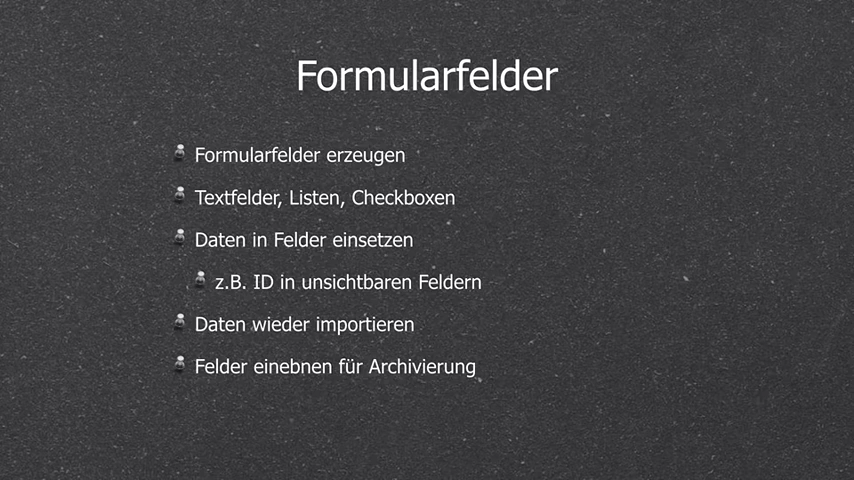 Formularfelder
Formularfelder erzeugen
Textfelder, Listen, Checkboxen
Daten in Felder einsetzen
z.B. ID in unsichtbaren Feldern
Daten wieder importieren
Felder einebnen für Archivierung